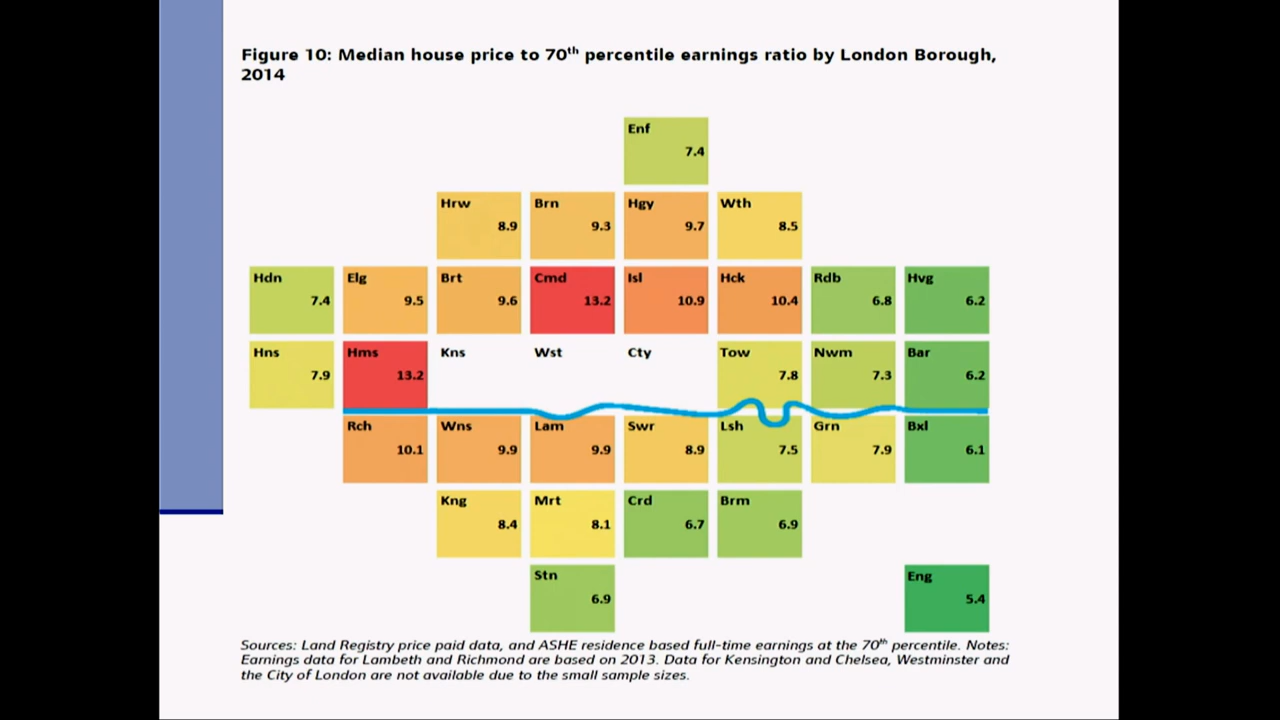 Figure 10: Median house price to 70th percentile earnings ratio by London Borough,
2014
Enf
7.4
Hrw Brn Hgy Wth
8.9 9.3 9.7 8.5
Hdn Elg Brt Cmd Isl Hck Rdb Hvg
7.4 9.5 9.6 13.2 10.9 10.4 6.8 6.2
Hns Hms Kns Wst Cty Tow Nwm Bar
7.9 13.2 7.8 7.3 6.2
Rch Wns Lam Swr Lsh Grn Bxl
10.1 9.9 9.9 8.9 7.5 7.9 6.1
Kng Mrt Crd Brm
8.4 8.1 6.7 6.9
Stn Eng
6.9 5.4
Sources: Land Registry price paid data, and ASHE residence based full-time earnings at the 70th percentile. Notes:
Earnings data for Lambeth and Richmond are based on 2013. Data for Kensington and Chelsea, Westminster and
the City of London are not available due to the small sample sizes.